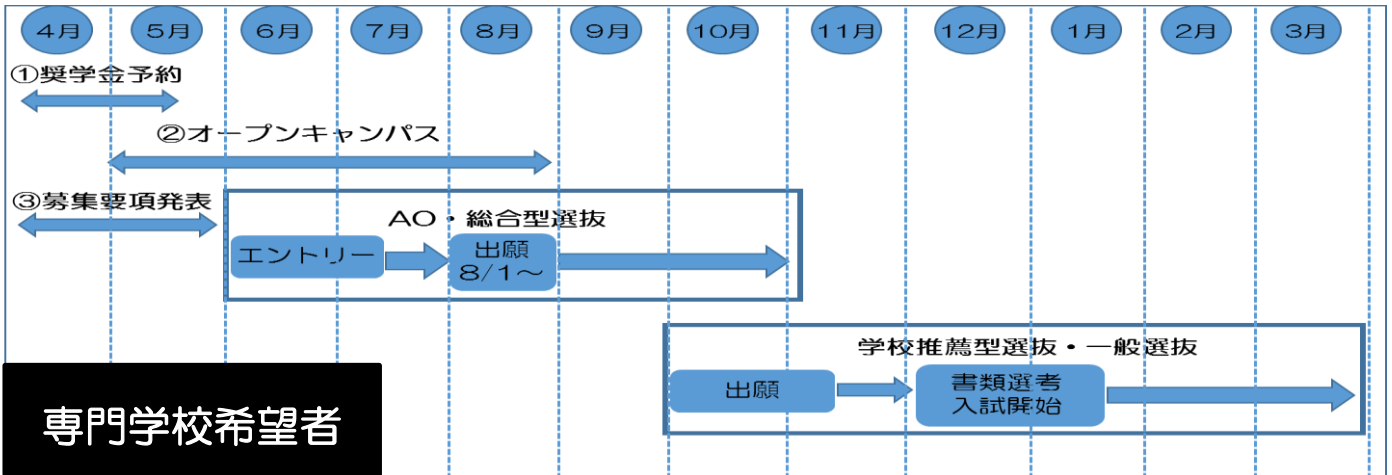 4月 5月 6月 7月 8月 9月 10月 11月 12月 1月 2月 3月
①奨学金予約
②オープンキャンパス
③募集要項発表
AO・総合型選抜
エントリー
出願
8/1～
学校推薦型選抜・一般選抜
出願
書類選考
入試開始
専門学校希望者